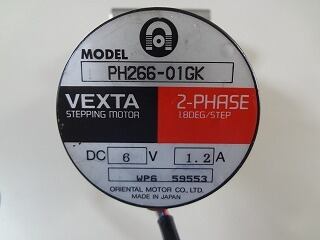 MODEL
PH266-01GK
VEXTA 2-PHASE
STEPPING MOTOR 1.8DEG/STEP
DC 6 V 1.2 A
WP6 59553
ORIENTAL MOTOR CO., LTD.
MADE IN JAPAN